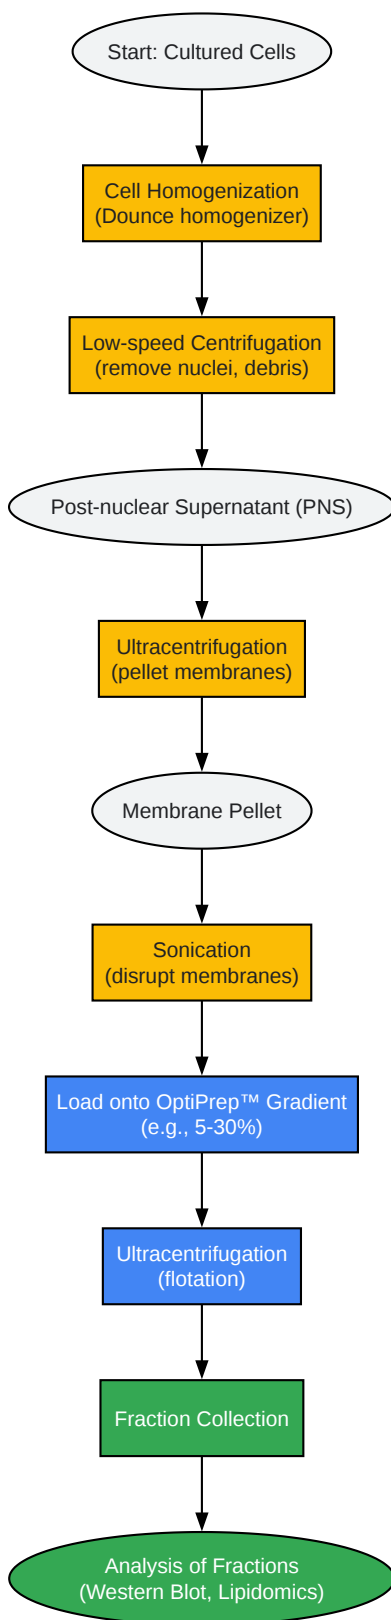 Start: Cultured Cells
Cell Homogenization
(Dounce homogenizer)
Low-speed Centrifugation
(remove nuclei, debris)
Post-nuclear Supernatant (PNS)
Ultracentrifugation
(pellet membranes)
Membrane Pellet
Sonication
(disrupt membranes)
Load onto OptiPrep™ Gradient
(e.g., 5-30%)
Ultracentrifugation
(flotation)
Fraction Collection
Analysis of Fractions
(Western Blot, Lipidomics)